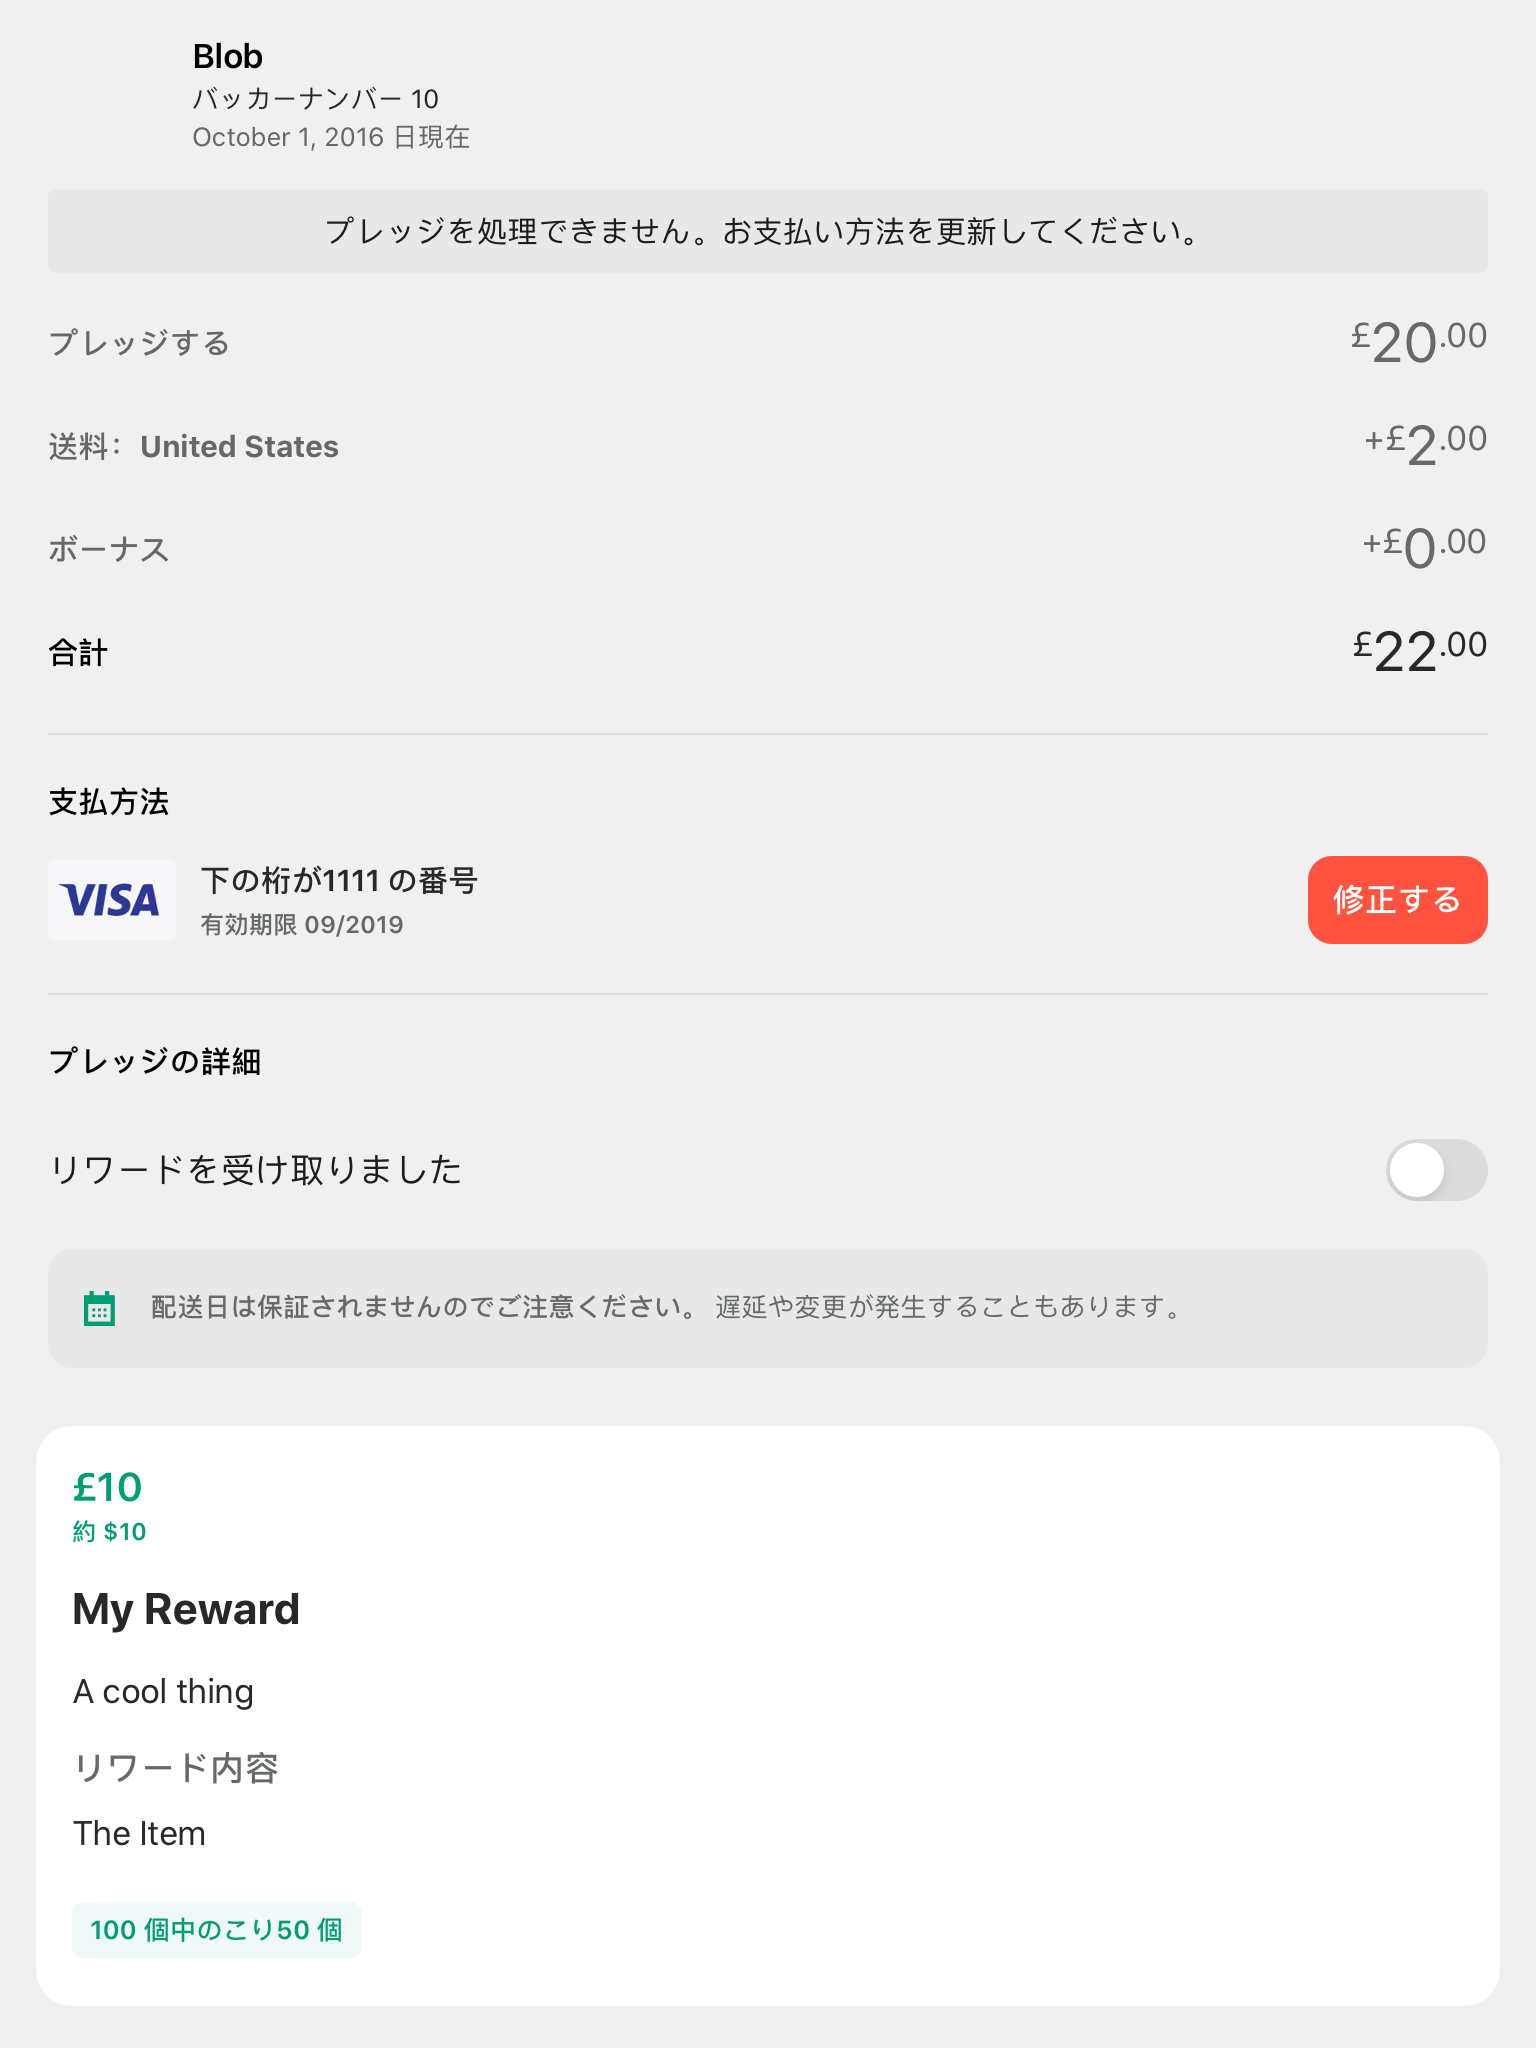 Blob
バッカーナンバー 10
October 1, 2016 日現在
プレッジを処理できません。お支払い方法を更新してください。
プレッジする £20.00
送料： United States +£2.00
ボーナス +£0.00
合計 £22.00
支払方法
VISA
下の桁が1111 の番号
有効期限 09/2019
修正する
プレッジの詳細
リワードを受け取りました
配送日は保証されませんのでご注意ください。 遅延や変更が発生することもあります。
£10
約 $10
My Reward
A cool thing
リワード内容
The Item
100 個中のこり50 個